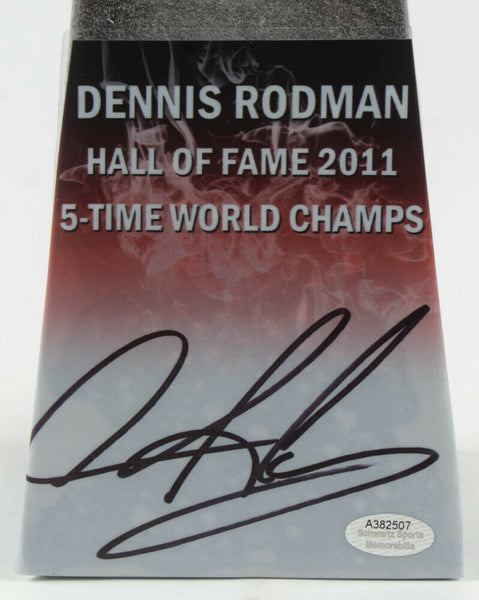 DENNIS RODMAN
HALL OF FAME 2011
5-TIME WORLD CHAMPS
A382507
Schwartz Sports
Memorabilia